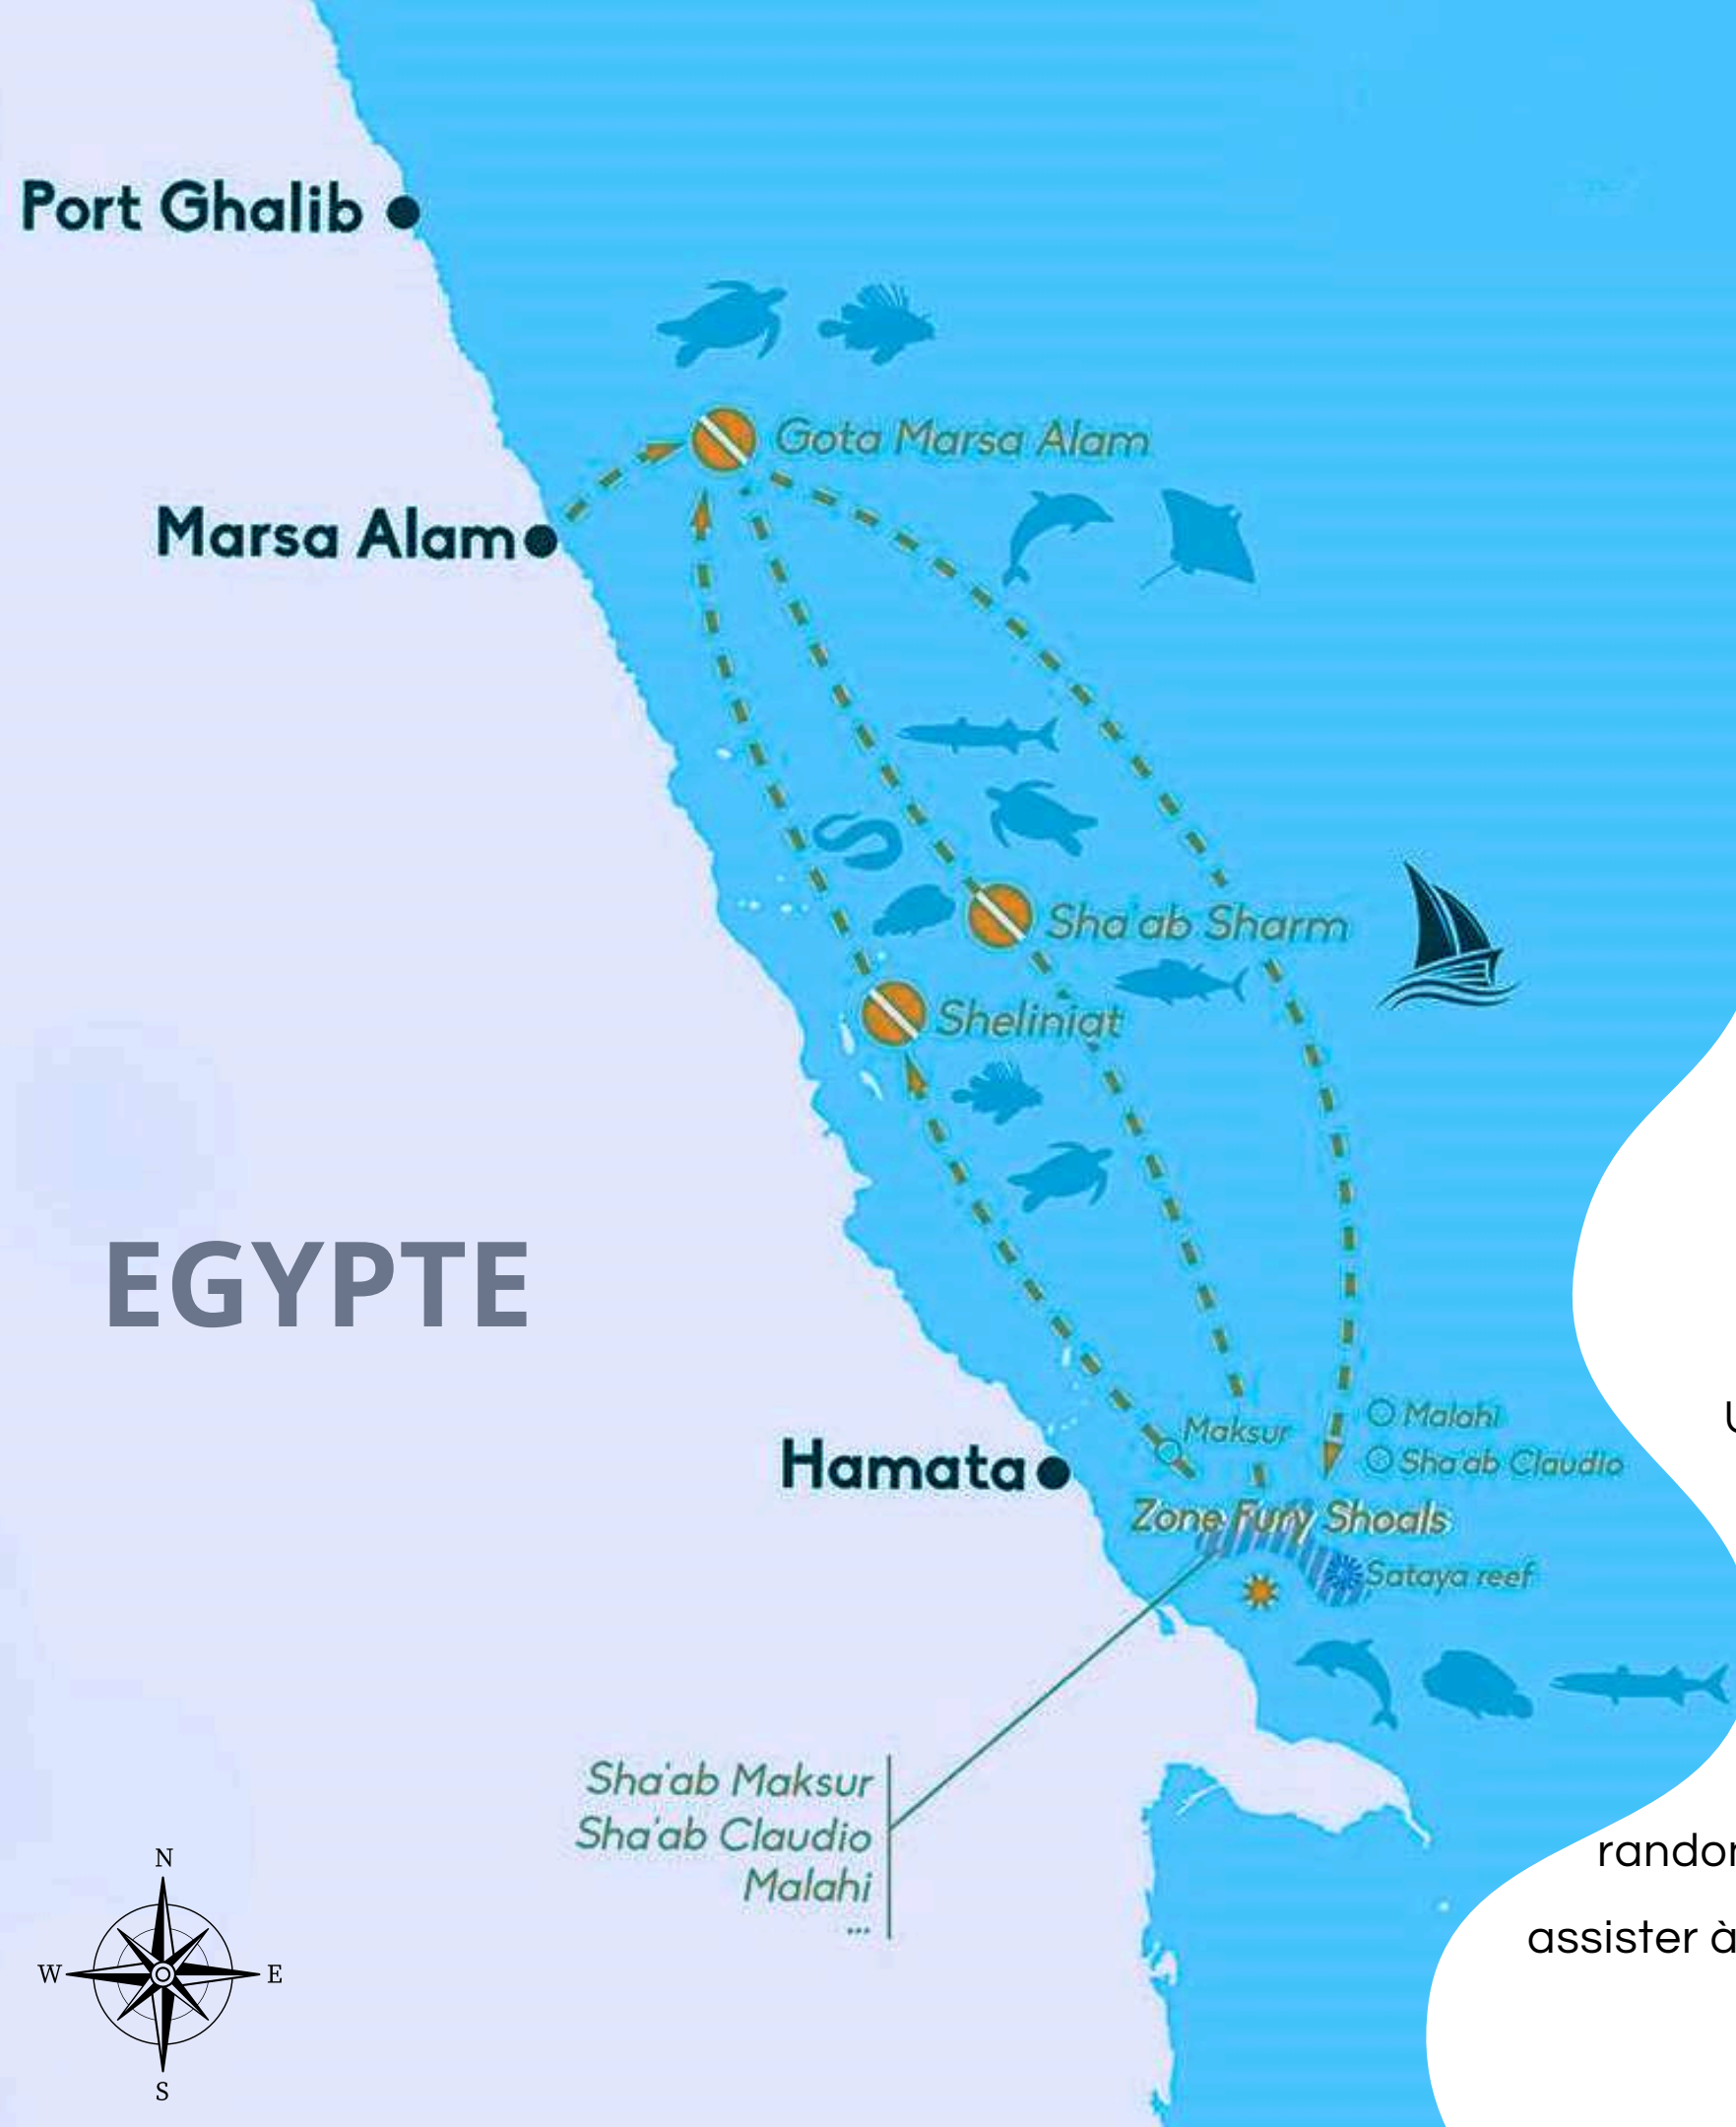 Port Ghalib
Gota Marsa Alam
Marsa Alam
Sha'ab Sharm
Sheliniat
EGYPTE
Malahi
Maksur
Sha'ab Claudio
Hamata
Zone Fury Shoals
Sataya reef
Sha'ab Maksur
Sha'ab Claudio
Malahi
...
N
W E
S
assister à